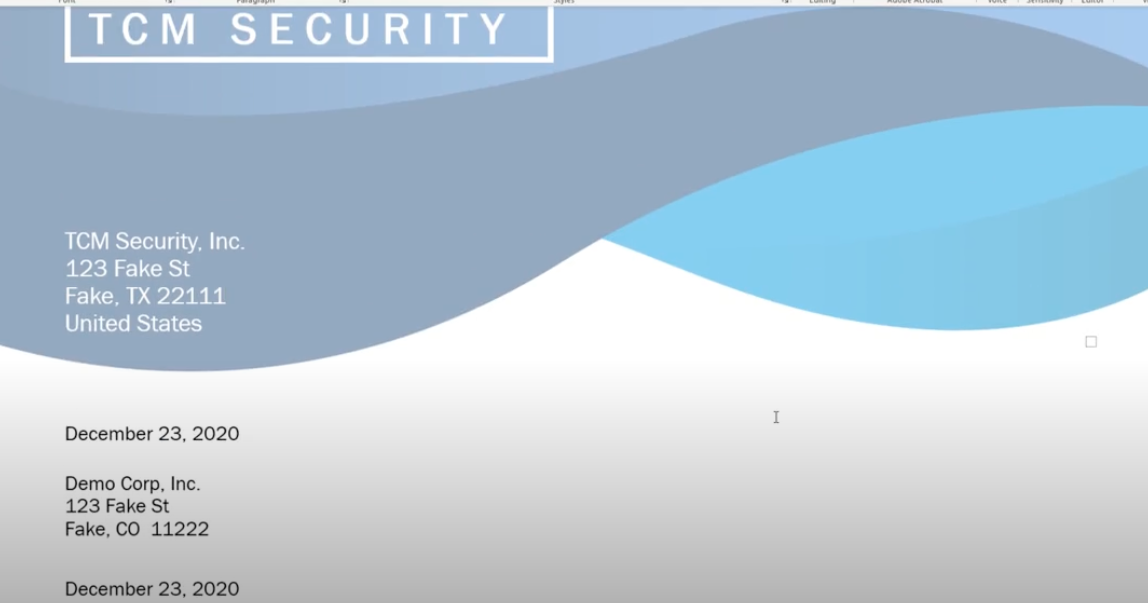 Font Paragraph Styles Editing Adobe Acrobat Voice Sensitivity Editor
TCM SECURITY
TCM Security, Inc.
123 Fake St
Fake, TX 22111
United States
December 23, 2020
Demo Corp, Inc.
123 Fake St
Fake, CO  11222
December 23, 2020